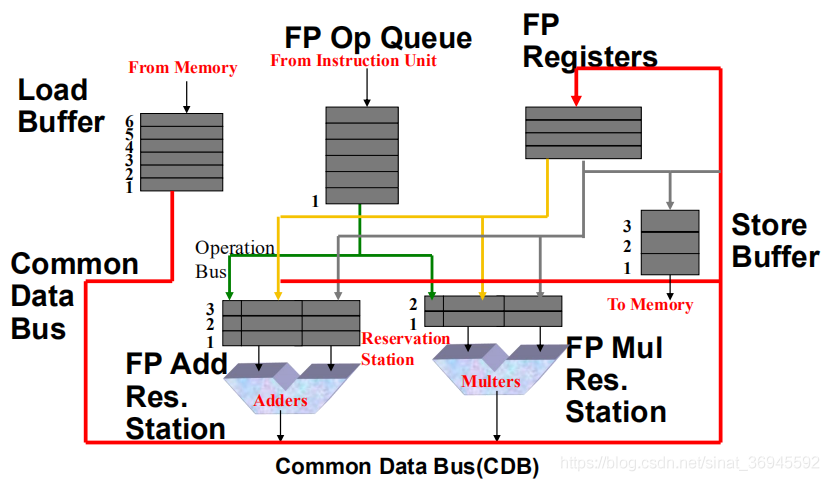 FP Op Queue
From Instruction Unit
FP
Registers
From Memory
Load
Buffer
6
5
4
3
2
1
1
Store
Buffer
3
2
1
To Memory
Operation
Bus
Common
Data
Bus
3
2
1
2
1
Reservation
Station
FP Add
Res.
Station
Adders
Multers
FP Mul
Res.
Station
Common Data Bus(CDB)
https://blog.csdn.net/sinat_36945592